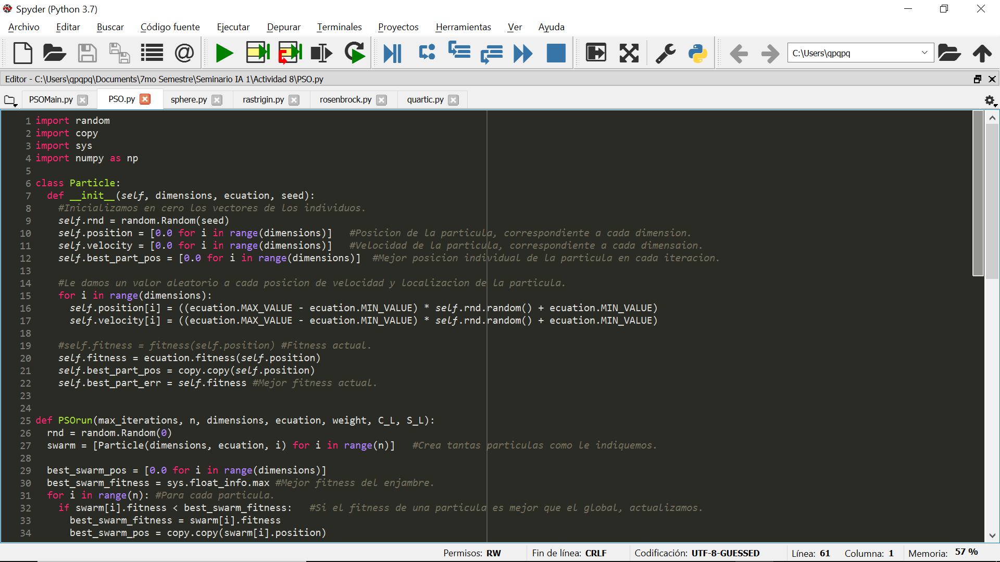 Spyder (Python 3.7)
Archivo Editar Buscar Código fuente Ejecutar Depurar Terminales Proyectos Herramientas Ver Ayuda
C:\Users\qpqpq
Editor - C:\Users\qpqpq\Documents\7mo Semestre\Seminario IA 1\Actividad 8\PSO.py
PSOMain.py PSO.py sphere.py rastrigin.py rosenbrock.py quartic.py
1 import random
2 import copy
3 import sys
4 import numpy as np
5
6 class Particle:
7   def __init__(self, dimensions, ecuation, seed):
8     #Inicializamos en cero los vectores de los individuos.
9     self.rnd = random.Random(seed)
10     self.position = [0.0 for i in range(dimensions)]   #Posicion de la particula, correspondiente a cada dimension.
11     self.velocity = [0.0 for i in range(dimensions)]   #Velocidad de la particula, correspondiente a cada dimensaion.
12     self.best_part_pos = [0.0 for i in range(dimensions)]  #Mejor posicion individual de la particula en cada iteracion.
13
14     #Le damos un valor aleatorio a cada posicion de velocidad y localizacion de la particula.
15     for i in range(dimensions):
16       self.position[i] = ((ecuation.MAX_VALUE - ecuation.MIN_VALUE) * self.rnd.random() + ecuation.MIN_VALUE)
17       self.velocity[i] = ((ecuation.MAX_VALUE - ecuation.MIN_VALUE) * self.rnd.random() + ecuation.MIN_VALUE)
18
19     #self.fitness = fitness(self.position) #Fitness actual.
20     self.fitness = ecuation.fitness(self.position)
21     self.best_part_pos = copy.copy(self.position)
22     self.best_part_err = self.fitness #Mejor fitness actual.
23
24
25 def PSOrun(max_iterations, n, dimensions, ecuation, weight, C_L, S_L):
26   rnd = random.Random(0)
27   swarm = [Particle(dimensions, ecuation, i) for i in range(n)]   #Crea tantas particulas como le indiquemos.
28
29   best_swarm_pos = [0.0 for i in range(dimensions)]
30   best_swarm_fitness = sys.float_info.max #Mejor fitness del enjambre.
31   for i in range(n): #Para cada particula.
32     if swarm[i].fitness < best_swarm_fitness:   #Si el fitness de una particula es mejor que el global, actualizamos.
33       best_swarm_fitness = swarm[i].fitness
34       best_swarm_pos = copy.copy(swarm[i].position)
Permisos: RW Fin de línea: CRLF Codificación: UTF-8-GUESSED Línea: 61 Columna: 1 Memoria: 57 %